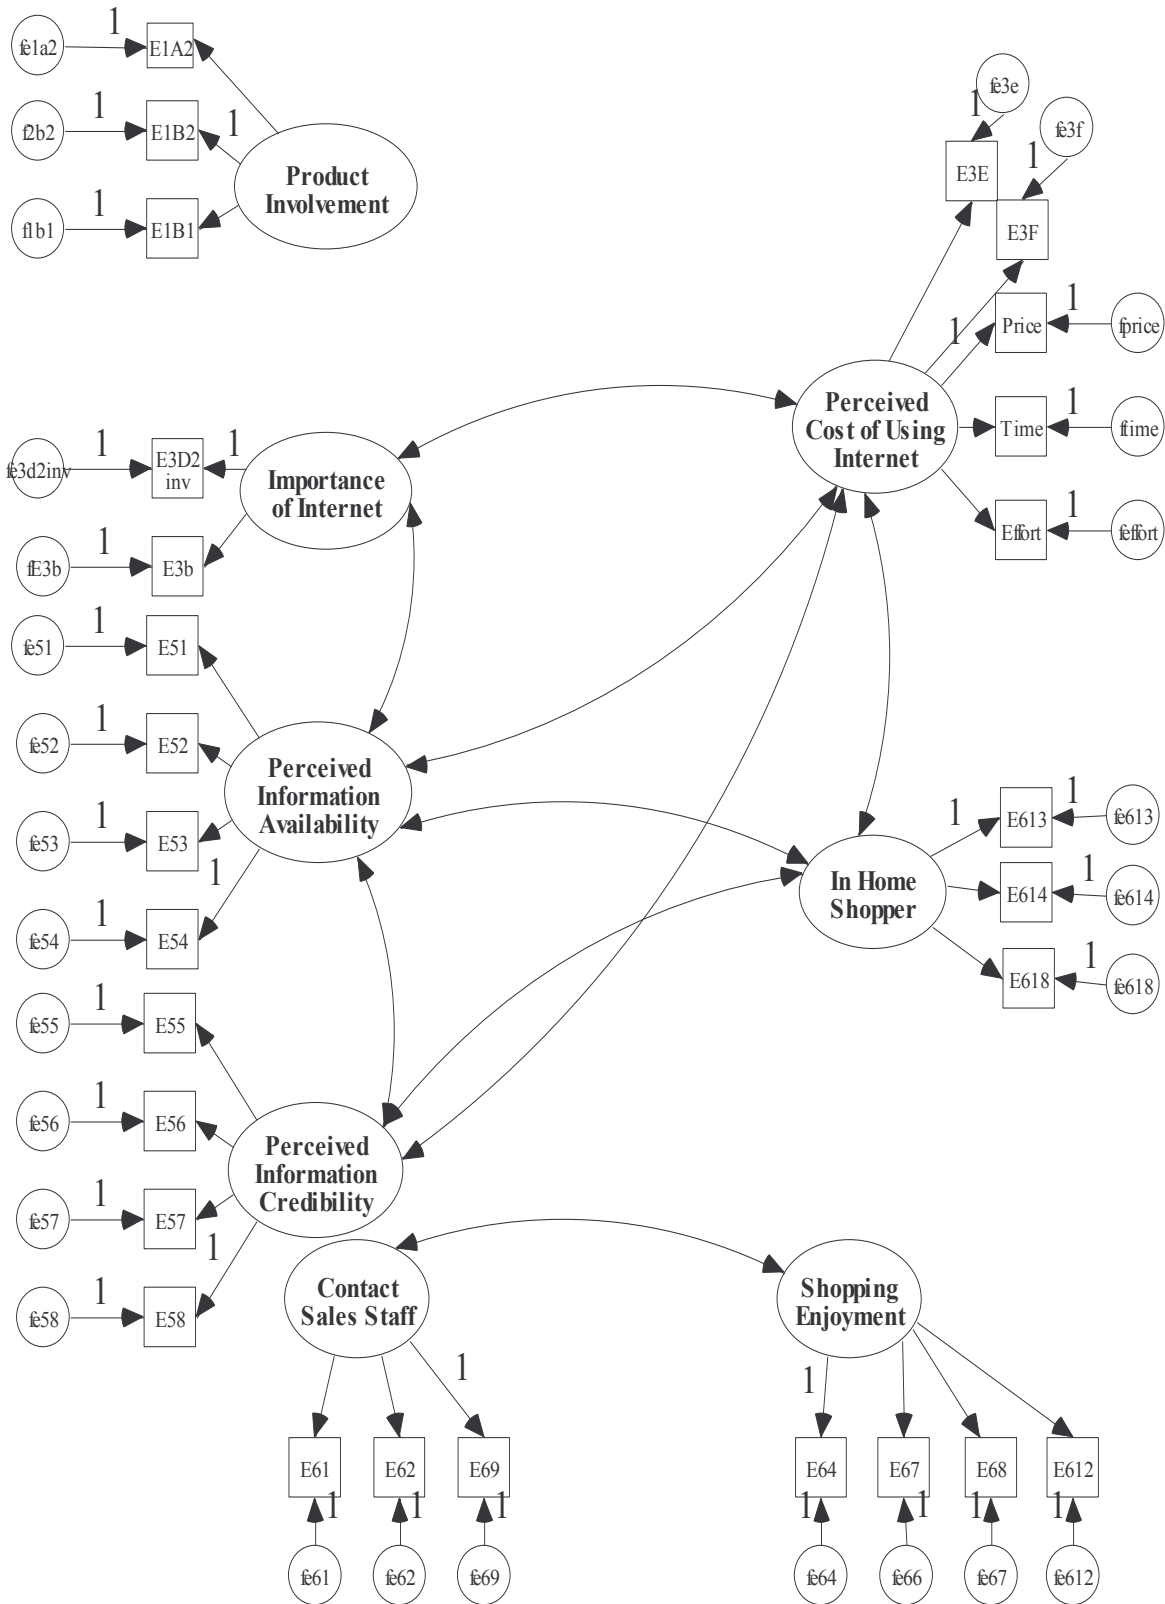 fe1a2 1 E1A2
f2b2 1 E1B2 1
f1b1 1 E1B1
Product
Involvement
fe3e
1
E3E
fe3f
1
E3F
1 Price 1 fprice
Time 1 ftime
Effort 1 feffort
Perceived
Cost of Using
Internet
fe3d2inv 1 E3D2
inv
1
Importance
of Internet
fE3b 1 E3b
fe51 1 E51
fe52 1 E52
fe53 1 E53
1
fe54 1 E54
Perceived
Information
Availability
1 E613 1 fe613
E614 1 fe614
E618 1 fe618
In Home
Shopper
fe55 1 E55
fe56 1 E56
fe57 1 E57
1
fe58 1 E58
Perceived
Information
Credibility
Contact
Sales Staff
1
E61 E62 E69
1 1 1
fe61 fe62 fe69
Shopping
Enjoyment
1
E64 E67 E68 E612
1 1 1 1
fe64 fe66 fe67 fe612